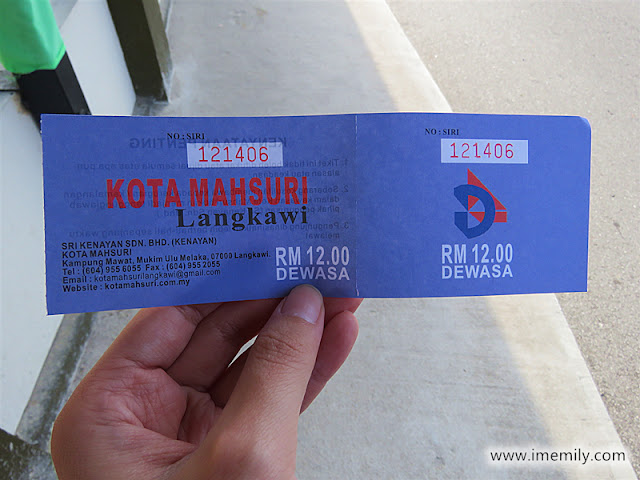 NO : SIRI
121406
KOTA MAHSURI
Langkawi
SRI KENAYAN SDN. BHD. (KENAYAN)
KOTA MAHSURI
Kampung Mawat, Mukim Ulu Melaka, 07000 Langkawi.
Tel : (604) 955 6055 Fax : (604) 955 2055
Email : kotamahsurilangkawi@gmail.com
Website : kotamahsuri.com.my
RM 12.00
DEWASA
NO : SIRI
121406
RM 12.00
DEWASA
www.imemily.com